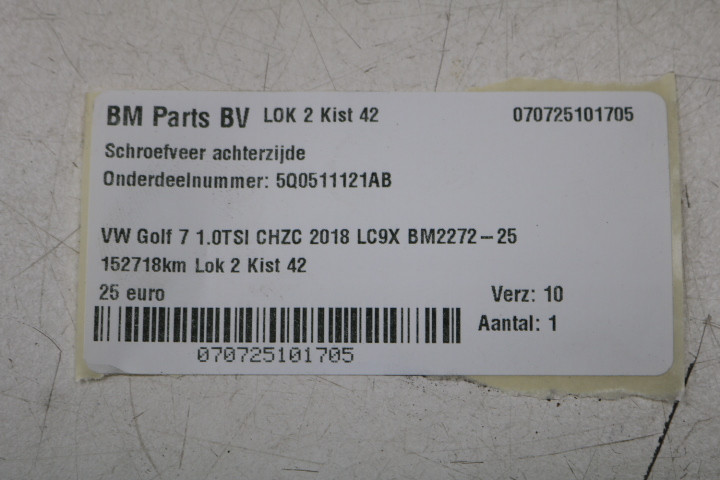 BM Parts BV LOK 2 Kist 42 070725101705
Schroefveer achterzijde
Onderdeelnummer: 5Q0511121AB
VW Golf 7 1.0TSI CHZC 2018 LC9X BM2272-25
152718km Lok 2 Kist 42
25 euro Verz: 10
Aantal: 1
070725101705